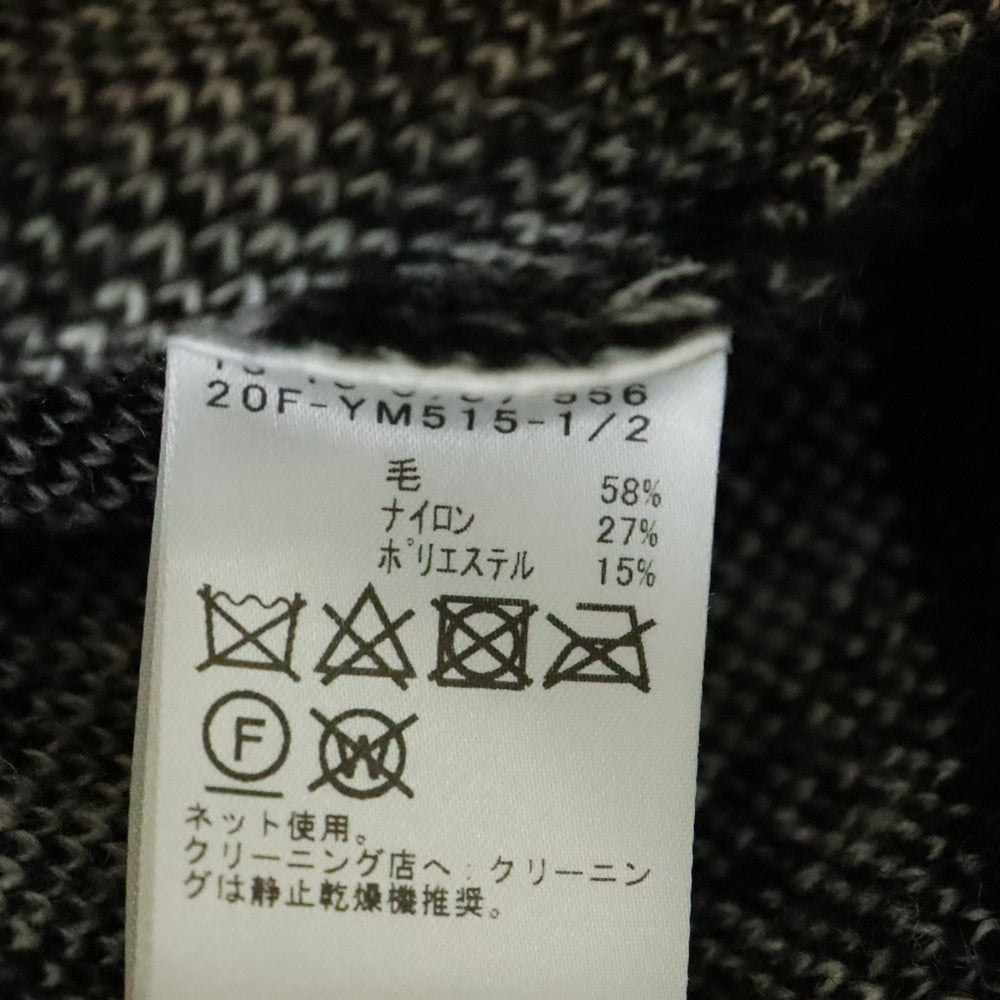 20F-YM515-1/2
毛 58%
ナイロン 27%
ポリエステル 15%
F
W
ネット使用。
クリーニング店へ:クリーニン
グは静止乾燥機推奨。